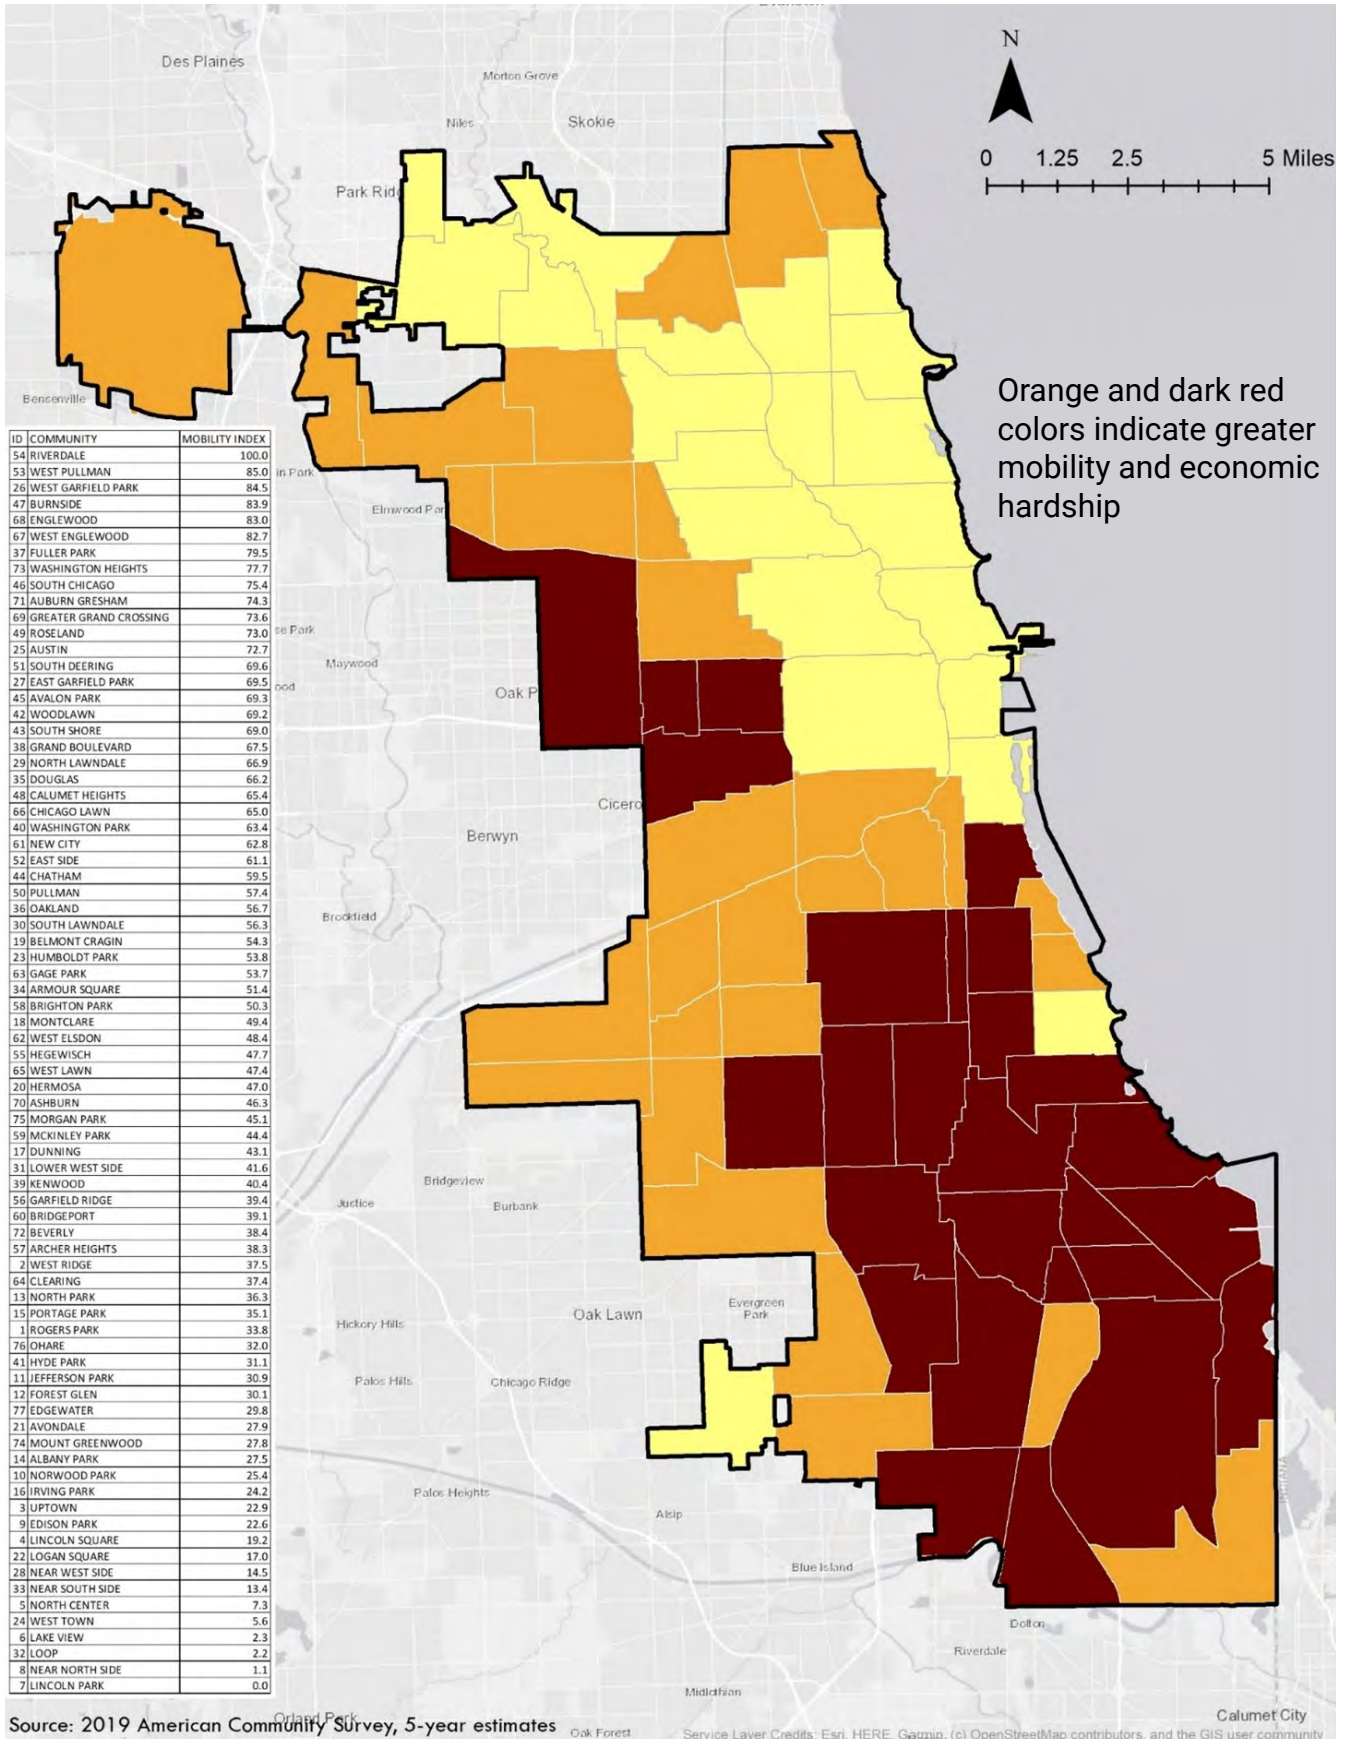 Des Plaines
Morton Grove
Niles
Skokie
N
0 1.25 2.5 5 Miles
Park Ridg
Bensenville
in Park
Elmwood Par
Orange and dark red
colors indicate greater
mobility and economic
hardship
se Park
Maywood
ood
Oak P
Cicero
Berwyn
Brookfield
Bridgeview
Justice
Burbank
Evergreen
Park
Oak Lawn
Hickory Hills
Palos Hills
Chicago Ridge
Palos Heights
Alsip
Blue Island
INDIANA
Dolton
Riverdale
Midlothian
Calumet City
Orland Park
Oak Forest
ID COMMUNITY MOBILITY INDEX
54 RIVERDALE 100.0
53 WEST PULLMAN 85.0
26 WEST GARFIELD PARK 84.5
47 BURNSIDE 83.9
68 ENGLEWOOD 83.0
67 WEST ENGLEWOOD 82.7
37 FULLER PARK 79.5
73 WASHINGTON HEIGHTS 77.7
46 SOUTH CHICAGO 75.4
71 AUBURN GRESHAM 74.3
69 GREATER GRAND CROSSING 73.6
49 ROSELAND 73.0
25 AUSTIN 72.7
51 SOUTH DEERING 69.6
27 EAST GARFIELD PARK 69.5
45 AVALON PARK 69.3
42 WOODLAWN 69.2
43 SOUTH SHORE 69.0
38 GRAND BOULEVARD 67.5
29 NORTH LAWNDALE 66.9
35 DOUGLAS 66.2
48 CALUMET HEIGHTS 65.4
66 CHICAGO LAWN 65.0
40 WASHINGTON PARK 63.4
61 NEW CITY 62.8
52 EAST SIDE 61.1
44 CHATHAM 59.5
50 PULLMAN 57.4
36 OAKLAND 56.7
30 SOUTH LAWNDALE 56.3
19 BELMONT CRAGIN 54.3
23 HUMBOLDT PARK 53.8
63 GAGE PARK 53.7
34 ARMOUR SQUARE 51.4
58 BRIGHTON PARK 50.3
18 MONTCLARE 49.4
62 WEST ELSDON 48.4
55 HEGEWISCH 47.7
65 WEST LAWN 47.4
20 HERMOSA 47.0
70 ASHBURN 46.3
75 MORGAN PARK 45.1
59 MCKINLEY PARK 44.4
17 DUNNING 43.1
31 LOWER WEST SIDE 41.6
39 KENWOOD 40.4
56 GARFIELD RIDGE 39.4
60 BRIDGEPORT 39.1
72 BEVERLY 38.4
57 ARCHER HEIGHTS 38.3
2 WEST RIDGE 37.5
64 CLEARING 37.4
13 NORTH PARK 36.3
15 PORTAGE PARK 35.1
1 ROGERS PARK 33.8
76 OHARE 32.0
41 HYDE PARK 31.1
11 JEFFERSON PARK 30.9
12 FOREST GLEN 30.1
77 EDGEWATER 29.8
21 AVONDALE 27.9
74 MOUNT GREENWOOD 27.8
14 ALBANY PARK 27.5
10 NORWOOD PARK 25.4
16 IRVING PARK 24.2
3 UPTOWN 22.9
9 EDISON PARK 22.6
4 LINCOLN SQUARE 19.2
22 LOGAN SQUARE 17.0
28 NEAR WEST SIDE 14.5
33 NEAR SOUTH SIDE 13.4
5 NORTH CENTER 7.3
24 WEST TOWN 5.6
6 LAKE VIEW 2.3
32 LOOP 2.2
8 NEAR NORTH SIDE 1.1
7 LINCOLN PARK 0.0
Source: 2019 American Community Survey, 5-year estimates
Service Layer Credits: Esri, HERE, Garmin, (c) OpenStreetMap contributors, and the GIS user community